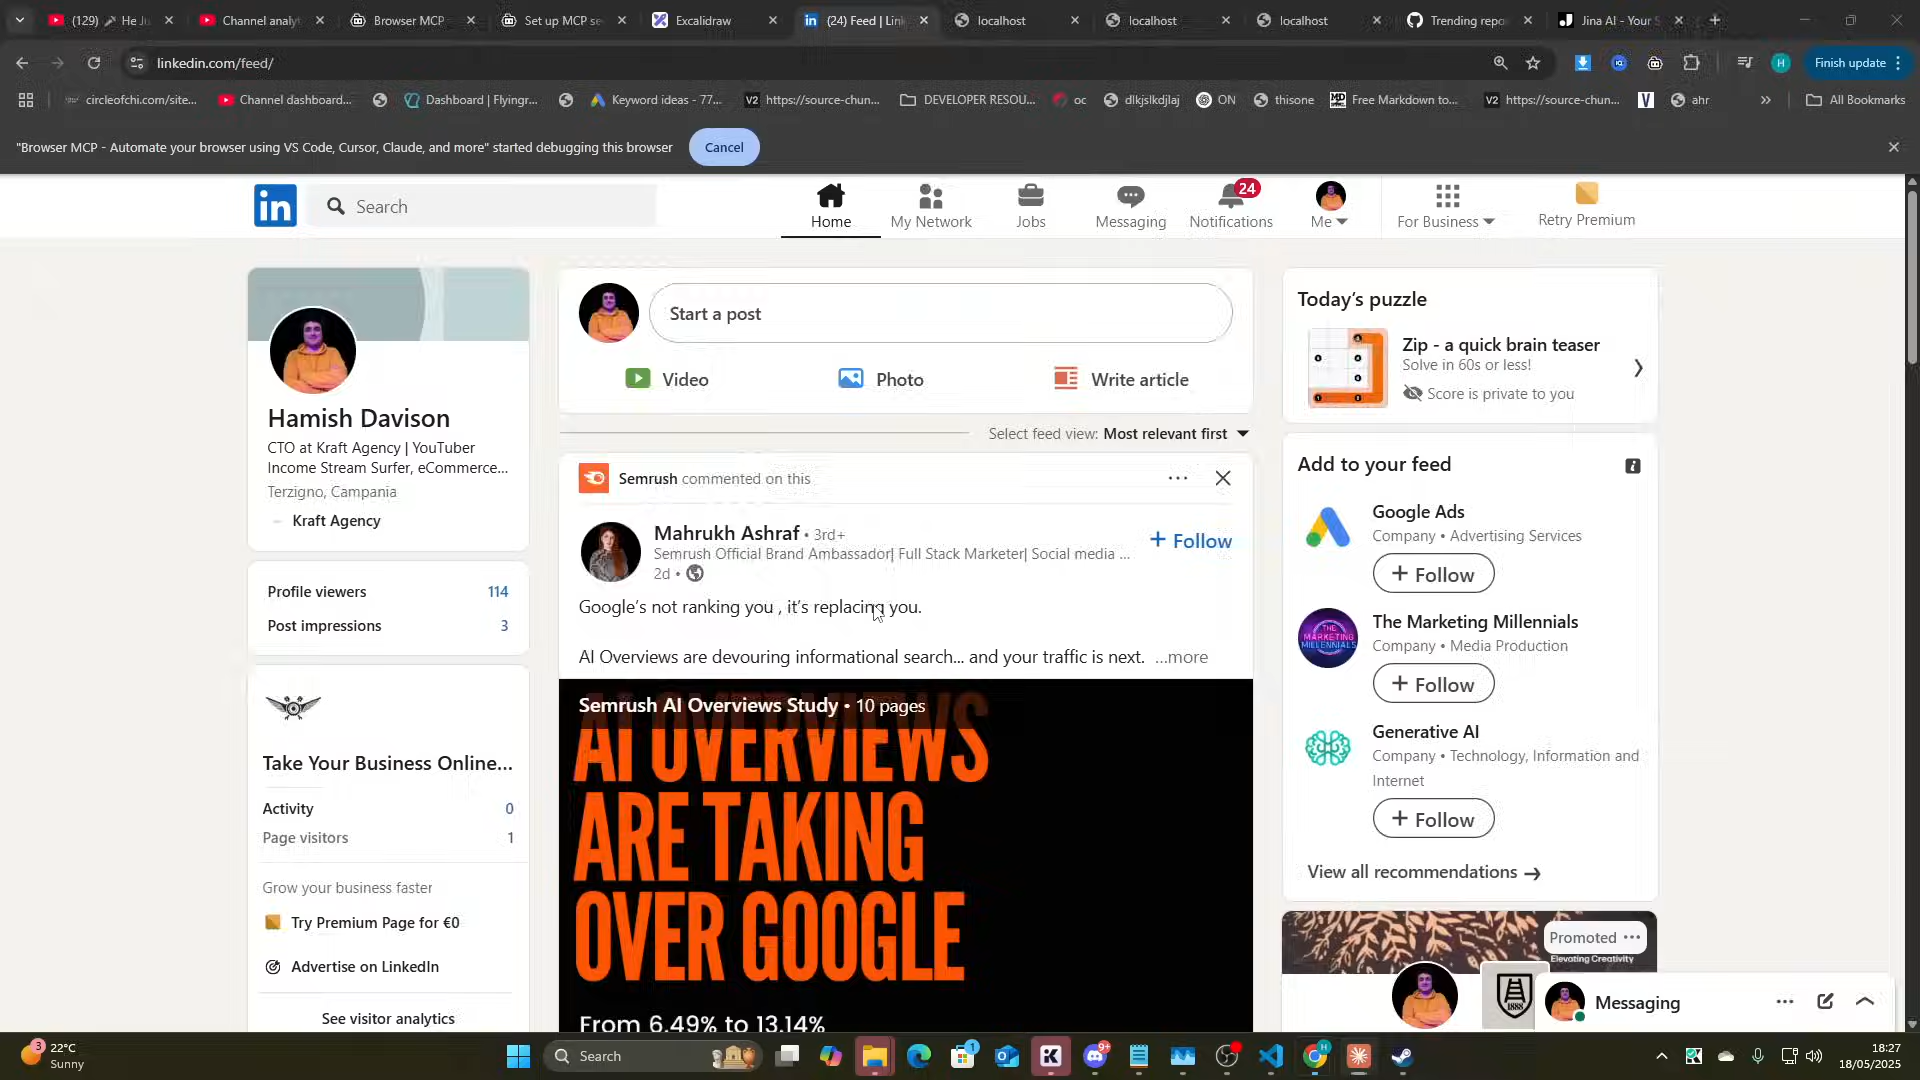 (129) 🎤 He Ju
Channel analyt
Browser MCP
Set up MCP se
Excalidraw
(24) Feed | Link
localhost
localhost
localhost
Trending repo
Jina AI - Your S
linkedin.com/feed/
Finish update
circleofchi.com/site...
Channel dashboard...
Dashboard | Flyingr...
Keyword ideas - 77...
https://source-chun...
DEVELOPER RESOU...
oc
dlkjslkdjlaj
ON
thisone
Free Markdown to...
https://source-chun...
ahr
All Bookmarks
"Browser MCP - Automate your browser using VS Code, Cursor, Claude, and more" started debugging this browser
Cancel
Search
Home
My Network
Jobs
Messaging
24
Notifications
Me
For Business
Retry Premium
Hamish Davison
CTO at Kraft Agency | YouTuber
Income Stream Surfer, eCommerce...
Terzigno, Campania
Kraft Agency
Profile viewers 114
Post impressions 3
Take Your Business Online...
Activity 0
Page visitors 1
Grow your business faster
Try Premium Page for €0
Advertise on LinkedIn
See visitor analytics
Start a post
Video
Photo
Write article
Select feed view: Most relevant first
Semrush commented on this
Mahrukh Ashraf • 3rd+
Semrush Official Brand Ambassador| Full Stack Marketer| Social media ...
2d •
+ Follow
Google’s not ranking you , it’s replacing you.
AI Overviews are devouring informational search... and your traffic is next. ...more
Semrush AI Overviews Study • 10 pages
AI OVERVIEWS
ARE TAKING
OVER GOOGLE
From 6.49% to 13.14%
Today’s puzzle
Zip - a quick brain teaser
Solve in 60s or less!
Score is private to you
Add to your feed
Google Ads
Company • Advertising Services
+ Follow
The Marketing Millennials
Company • Media Production
+ Follow
Generative AI
Company • Technology, Information and
Internet
+ Follow
View all recommendations →
Promoted
Elevating Creativity
1888
Messaging
3
22°C
Sunny
Search
1
9+
18:27
18/05/2025